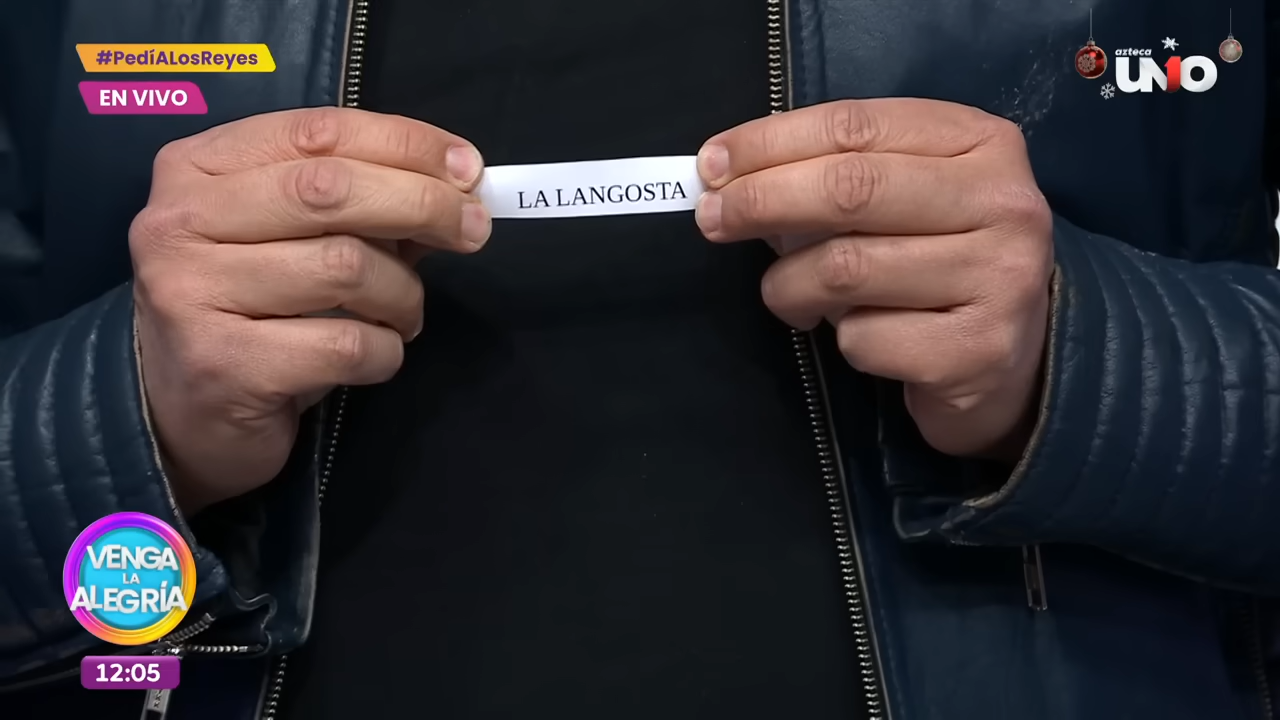 #PedíALosReyes
EN VIVO
azteca
UNO
LA LANGOSTA
VENGA
LA
ALEGRÍA
12:05